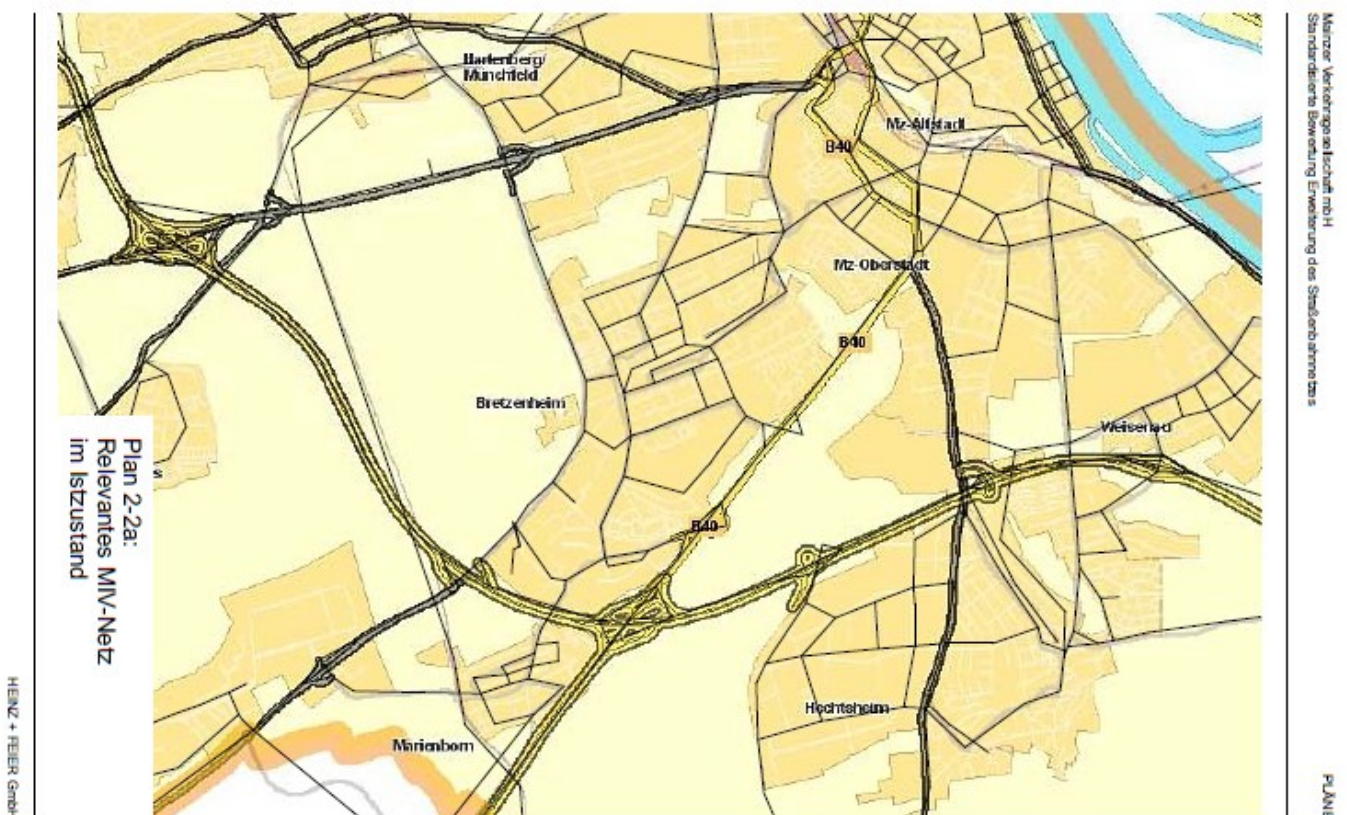 Mainzer Verkehrsgesellschaft mbH
Standardisierte Bewertung Erweiterung des Straßenbahnnetzes
PLÄNE
Hartenberg/
Münchfeld
Mz-Altstadt
B40
Mz-Oberstadt
B40
Bretzenheim
Weisenau
B40
Hechtsheim
Marienborn
Plan 2-2a:
Relevantes MIV-Netz
im Istzustand
HEINZ + FEIER GmbH